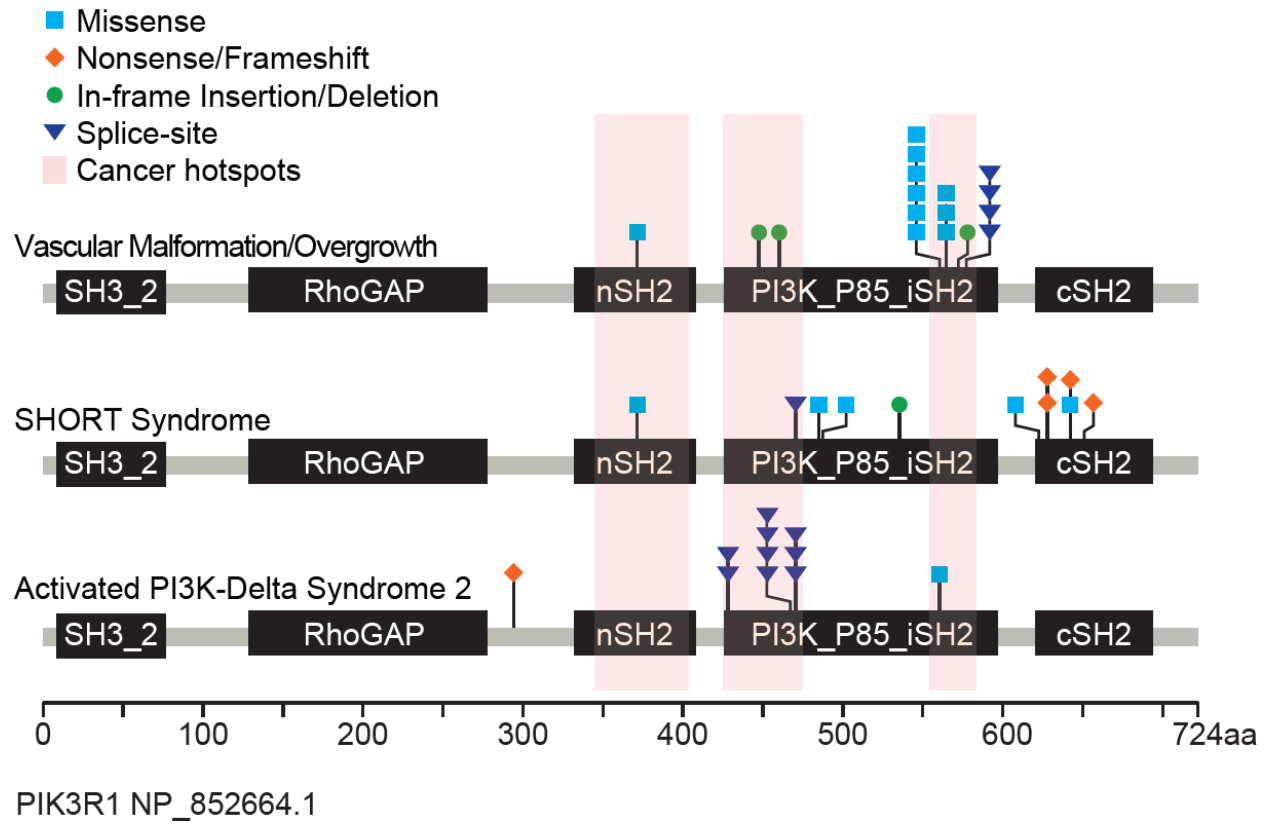 Missense
Nonsense/Frameshift
In-frame Insertion/Deletion
Splice-site
Cancer hotspots
Vascular Malformation/Overgrowth
SH3_2 RhoGAP nSH2 PI3K_P85_iSH2 cSH2
SHORT Syndrome
SH3_2 RhoGAP nSH2 PI3K_P85_iSH2 cSH2
Activated PI3K-Delta Syndrome 2
SH3_2 RhoGAP nSH2 PI3K_P85_iSH2 cSH2
0 100 200 300 400 500 600 724aa
PIK3R1 NP_852664.1